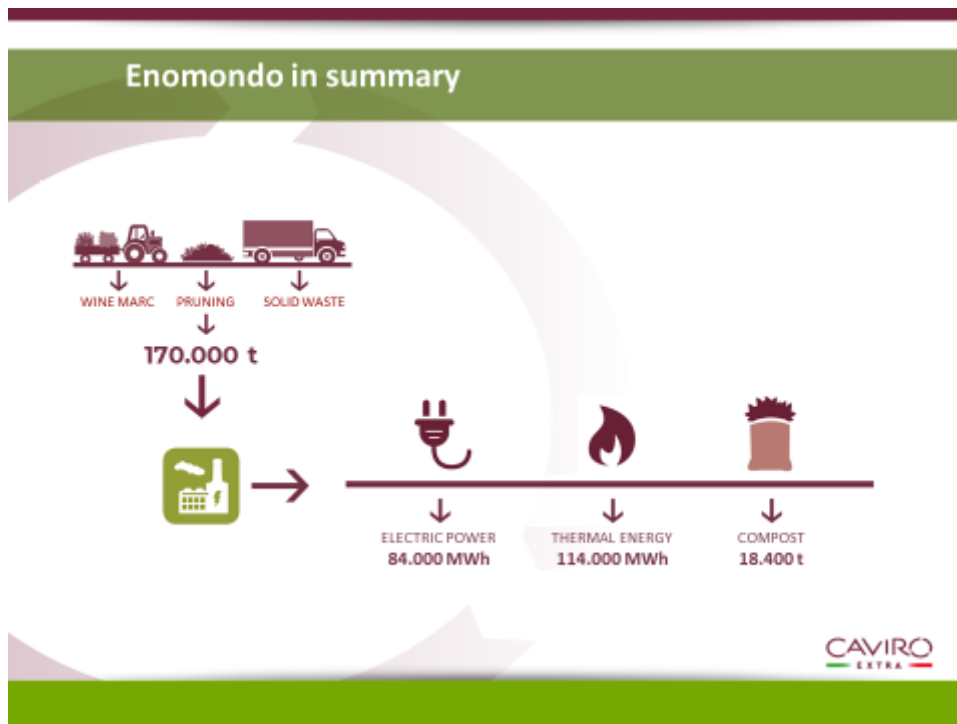 Enomondo in summary
WINE MARC PRUNING SOLID WASTE
170.000 t
ELECTRIC POWER THERMAL ENERGY COMPOST
84.000 MWh 114.000 MWh 18.400 t
CAVIRO
EXTRA